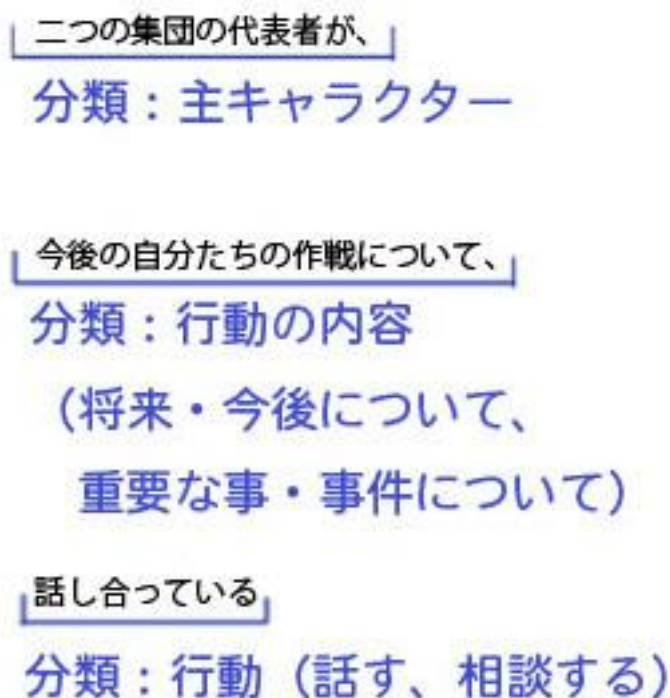 二つの集団の代表者が、
分類：主キャラクター
今後の自分たちの作戦について、
分類：行動の内容
（将来・今後について、
重要な事・事件について）
話し合っている
分類：行動（話す、相談する）